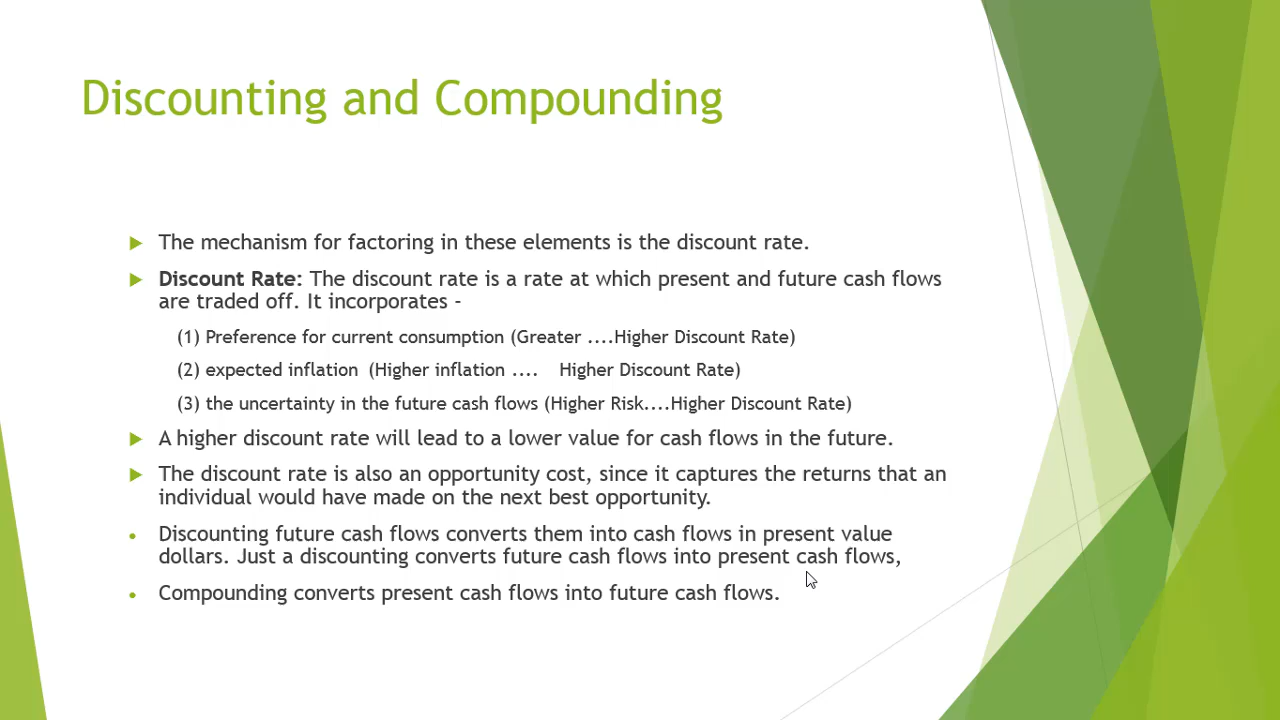 Discounting and Compounding
The mechanism for factoring in these elements is the discount rate.
Discount Rate: The discount rate is a rate at which present and future cash flows
are traded off. It incorporates -
(1) Preference for current consumption (Greater ....Higher Discount Rate)
(2) expected inflation (Higher inflation .... Higher Discount Rate)
(3) the uncertainty in the future cash flows (Higher Risk....Higher Discount Rate)
A higher discount rate will lead to a lower value for cash flows in the future.
The discount rate is also an opportunity cost, since it captures the returns that an
individual would have made on the next best opportunity.
Discounting future cash flows converts them into cash flows in present value
dollars. Just a discounting converts future cash flows into present cash flows,
Compounding converts present cash flows into future cash flows.